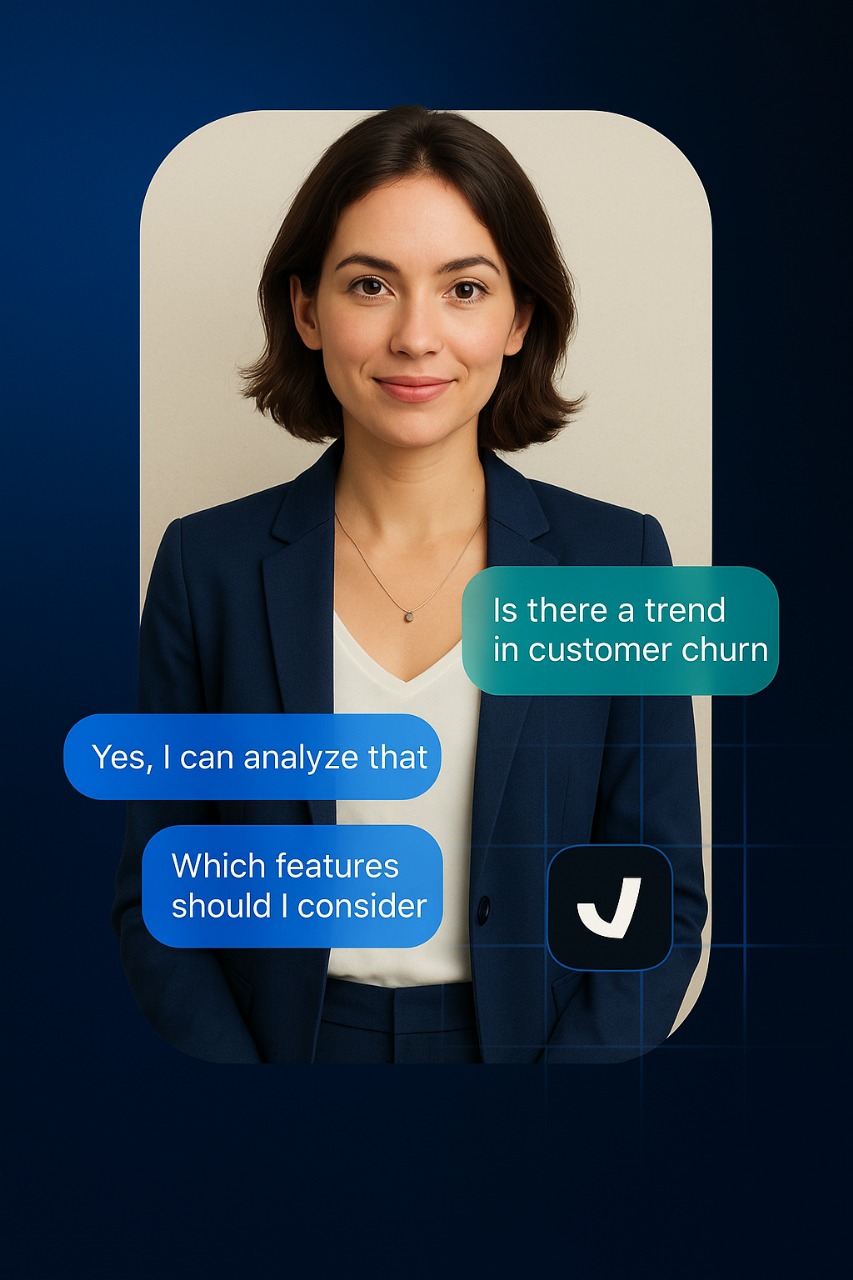 Is there a trend
in customer churn
Yes, I can analyze that
Which features
should I consider